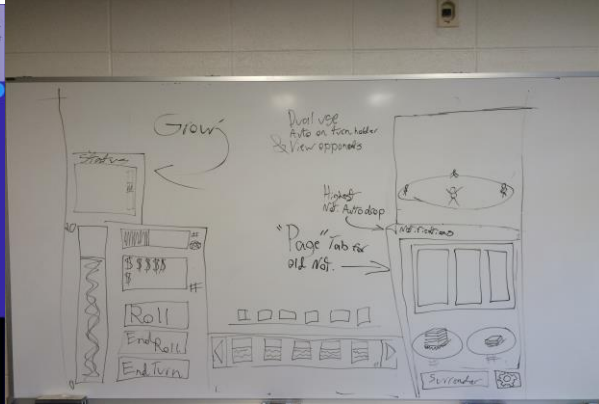 Grows
Dual use
Auto on turn holder
& View opponents
Highest
Not. Auto drop
Notifications
"Page" Tab for
old Not.
$ $ $ $ $
$
#
Roll
End Roll
End Turn
Surrender